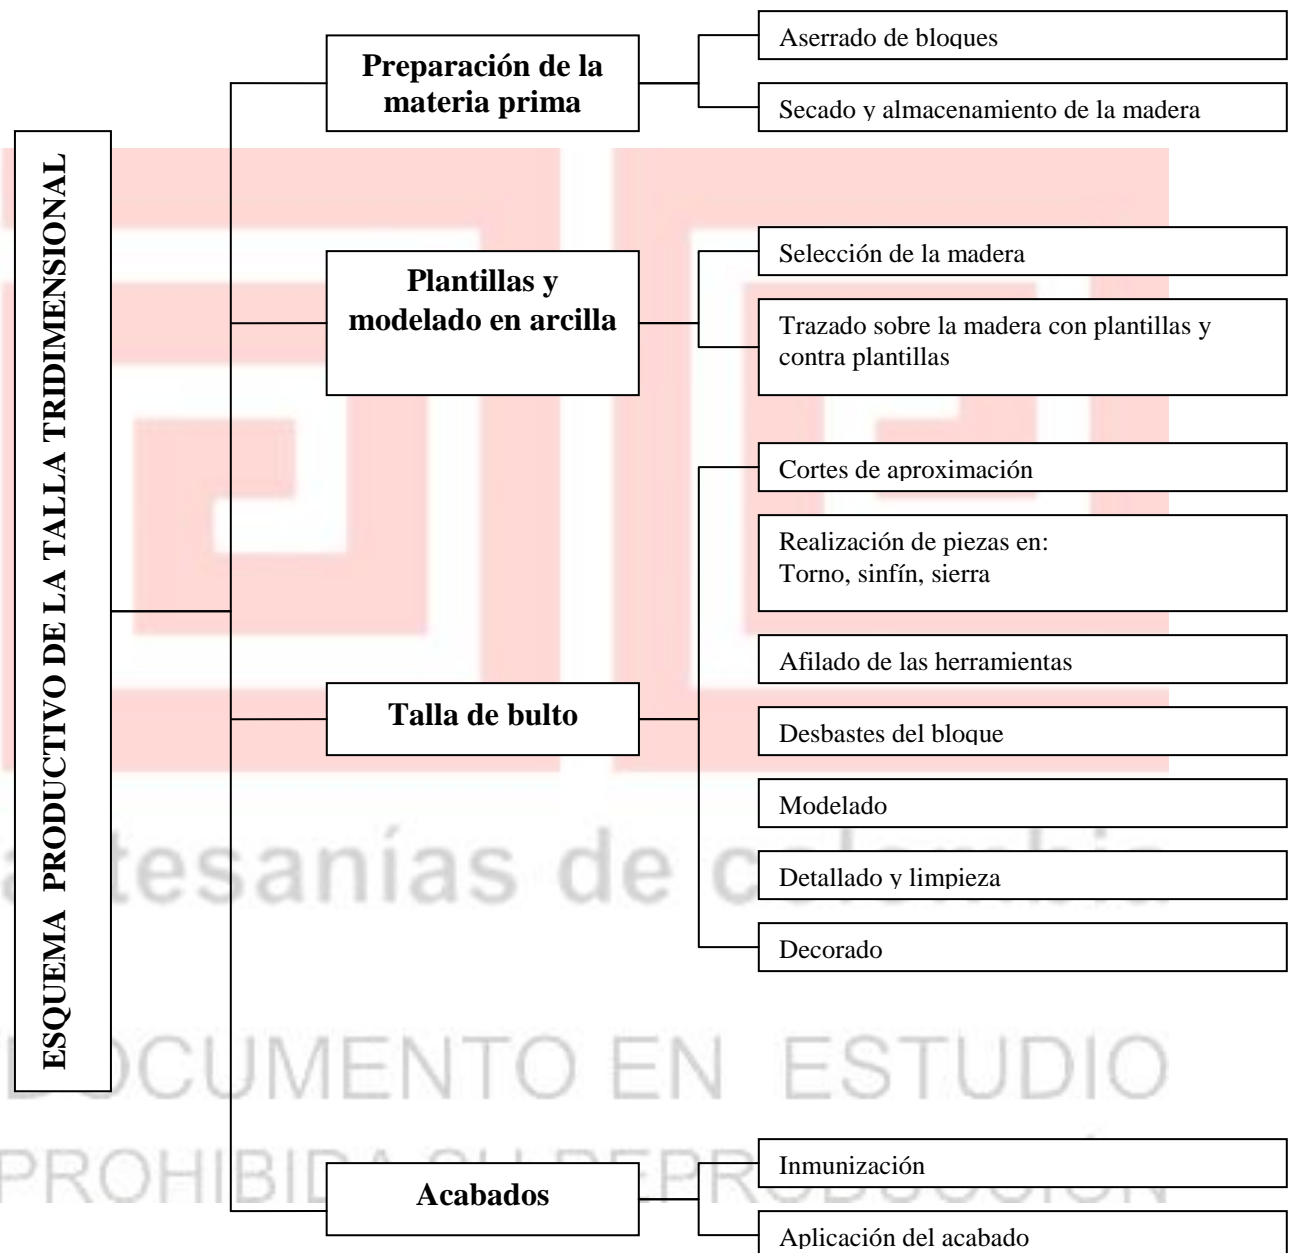 ESQUEMA PRODUCTIVO DE LA TALLA TRIDIMENSIONAL
Preparación de la
materia prima
Aserrado de bloques
Secado y almacenamiento de la madera
Plantillas y
modelado en arcilla
Selección de la madera
Trazado sobre la madera con plantillas y
contra plantillas
Talla de bulto
Cortes de aproximación
Realización de piezas en:
Torno, sinfín, sierra
Afilado de las herramientas
Desbastes del bloque
Modelado
Detallado y limpieza
Decorado
Acabados
Inmunización
Aplicación del acabado
artesanías de colombia
DOCUMENTO EN ESTUDIO
PROHIBIDA SU REPRODUCCIÓN